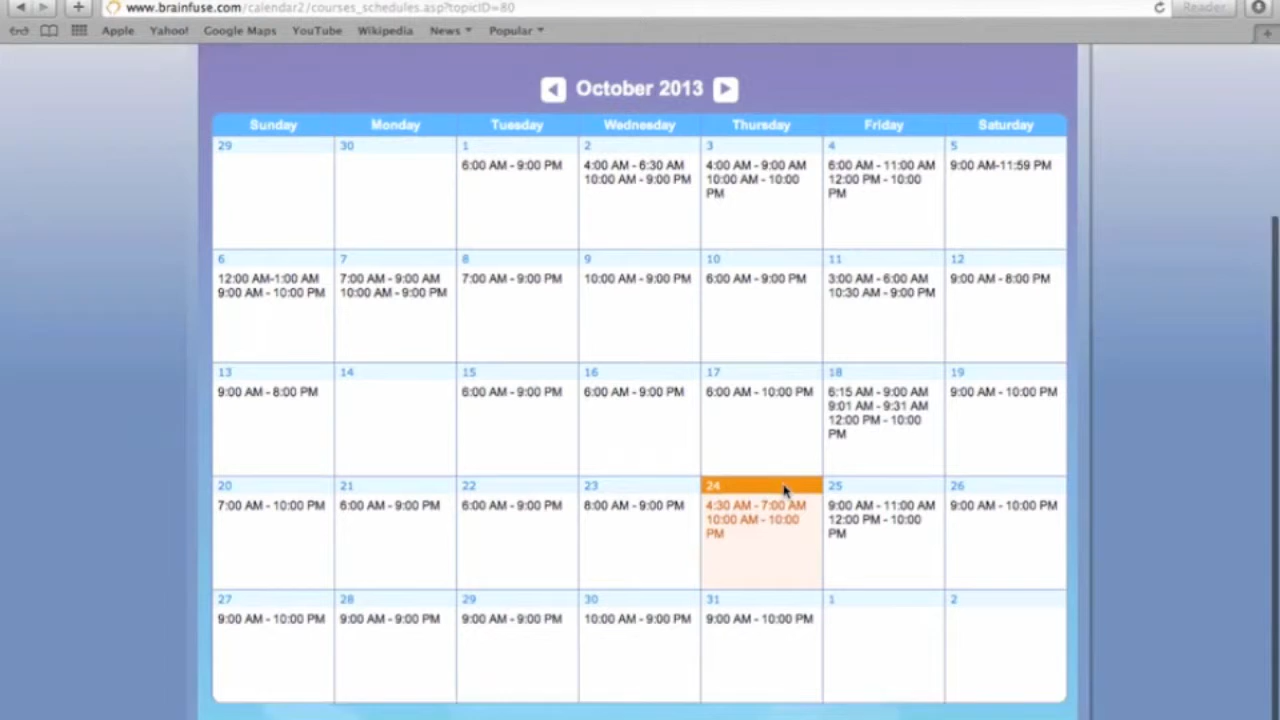 www.brainfuse.com/calendar2/courses_schedules.asp?topicID=80
Reader
Apple Yahoo! Google Maps YouTube Wikipedia News Popular
October 2013
Sunday Monday Tuesday Wednesday Thursday Friday Saturday
29 30 1 2 3 4 5
6:00 AM - 9:00 PM 4:00 AM - 6:30 AM 4:00 AM - 9:00 AM 6:00 AM - 11:00 AM 9:00 AM-11:59 PM
10:00 AM - 9:00 PM 10:00 AM - 10:00 12:00 PM - 10:00
PM PM
6 7 8 9 10 11 12
12:00 AM-1:00 AM 7:00 AM - 9:00 AM 7:00 AM - 9:00 PM 10:00 AM - 9:00 PM 6:00 AM - 9:00 PM 3:00 AM - 6:00 AM 9:00 AM - 8:00 PM
9:00 AM - 10:00 PM 10:00 AM - 9:00 PM 10:30 AM - 9:00 PM
13 14 15 16 17 18 19
9:00 AM - 8:00 PM 6:00 AM - 9:00 PM 6:00 AM - 9:00 PM 6:00 AM - 10:00 PM 6:15 AM - 9:00 AM 9:00 AM - 10:00 PM
9:01 AM - 9:31 AM
12:00 PM - 10:00
PM
20 21 22 23 24 25 26
7:00 AM - 10:00 PM 6:00 AM - 9:00 PM 6:00 AM - 9:00 PM 8:00 AM - 9:00 PM 4:30 AM - 7:00 AM 9:00 AM - 11:00 AM 9:00 AM - 10:00 PM
10:00 AM - 10:00 12:00 PM - 10:00
PM PM
27 28 29 30 31 1 2
9:00 AM - 10:00 PM 9:00 AM - 9:00 PM 9:00 AM - 9:00 PM 10:00 AM - 9:00 PM 9:00 AM - 10:00 PM